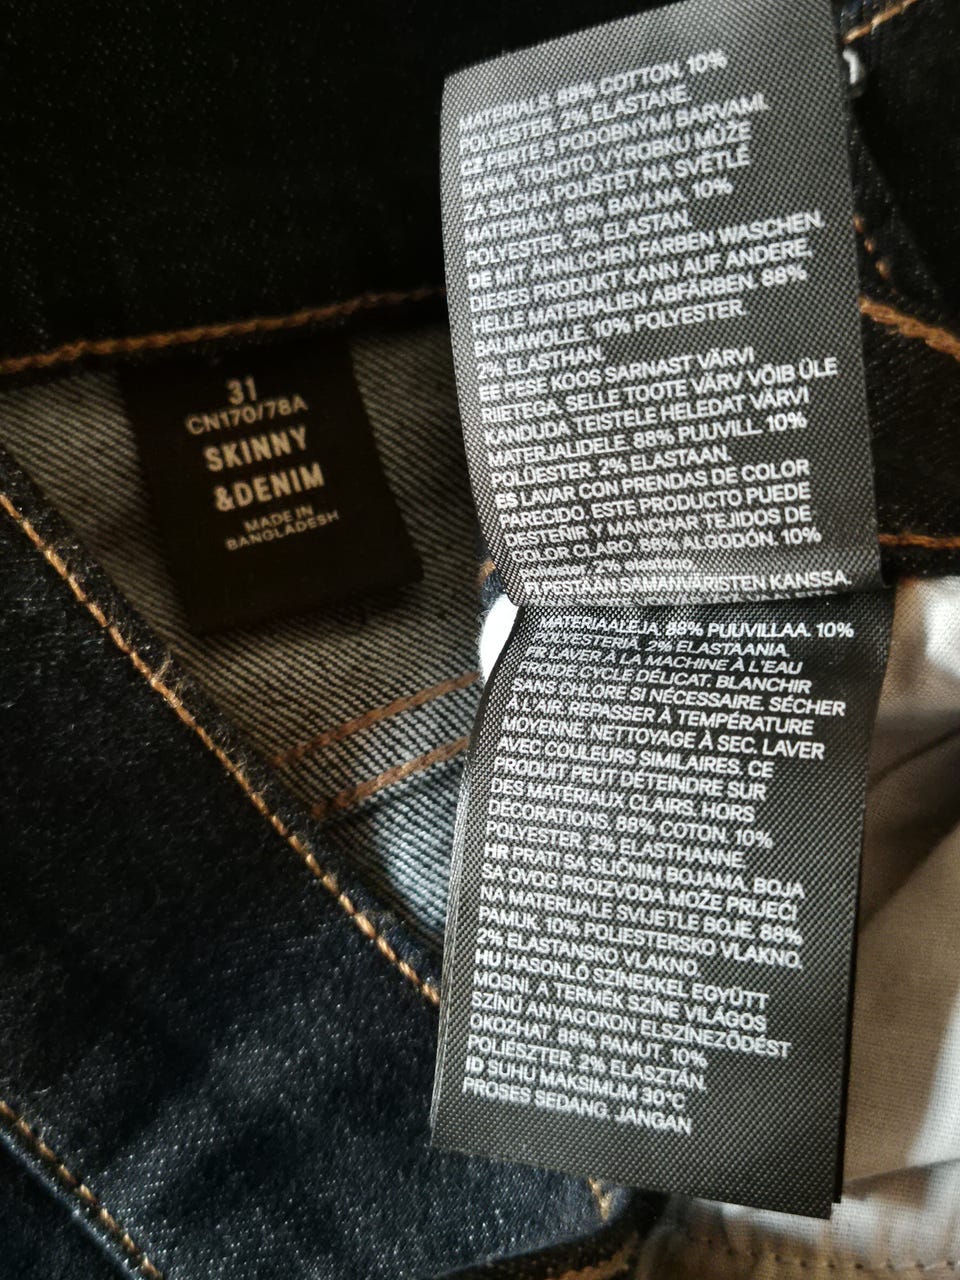 31
CN170/78A
SKINNY
&DENIM
MADE IN
BANGLADESH
MATERIALS. 88% COTTON. 10%
POLYESTER. 2% ELASTANE
CZ PERTE S PODOBNÝMI BARVAMI.
BARVA TOHOTO VÝROBKU MŮŽE
ZA SUCHA POUŠTĚT NA SVĚTLÉ
MATERIÁLY. 88% BAVLNA. 10%
POLYESTER. 2% ELASTAN.
DE MIT ÄHNLICHEN FARBEN WASCHEN.
DIESES PRODUKT KANN AUF ANDERE,
HELLE MATERIALIEN ABFÄRBEN. 88%
BAUMWOLLE. 10% POLYESTER.
2% ELASTHAN.
EE PESE KOOS SARNAST VÄRVI
RIIETEGA. SELLE TOOTE VÄRV VÕIB ÜLE
KANDUDA TEISTELE HELEDAT VÄRVI
MATERJALIDELE. 88% PUUVILL. 10%
POLÜESTER. 2% ELASTAAN.
ES LAVAR CON PRENDAS DE COLOR
PARECIDO. ESTE PRODUCTO PUEDE
DESTEÑIR Y MANCHAR TEJIDOS DE
COLOR CLARO. 88% ALGODÓN. 10%
poliéster. 2% elastano.
FI PESTÄÄN SAMANVÄRISTEN KANSSA.
MATERIAALEJA. 88% PUUVILLAA. 10%
POLYESTERIÄ. 2% ELASTAANIA.
FR LAVER À LA MACHINE À L'EAU
FROIDE CYCLE DÉLICAT. BLANCHIR
SANS CHLORE SI NÉCESSAIRE. SÉCHER
À L'AIR. REPASSER À TEMPÉRATURE
MOYENNE. NETTOYAGE À SEC. LAVER
AVEC COULEURS SIMILAIRES. CE
PRODUIT PEUT DÉTEINDRE SUR
DES MATÉRIAUX CLAIRS. HORS
DÉCORATIONS. 88% COTON. 10%
POLYESTER. 2% ELASTHANNE.
HR PRATI SA SLIČNIM BOJAMA. BOJA
SA OVOG PROIZVODA MOŽE PRIJEĆI
NA MATERIJALE SVIJETLE BOJE. 88%
PAMUK. 10% POLIESTERSKO VLAKNO.
2% ELASTANSKO VLAKNO.
HU HASONLÓ SZÍNEKKEL EGYÜTT
MOSNI. A TERMÉK SZÍNE VILÁGOS
SZÍNŰ ANYAGOKON ELSZÍNEZŐDÉST
OKOZHAT. 88% PAMUT. 10%
POLIÉSZTER. 2% ELASZTÁN.
ID SUHU MAKSIMUM 30°C
PROSES SEDANG. JANGAN